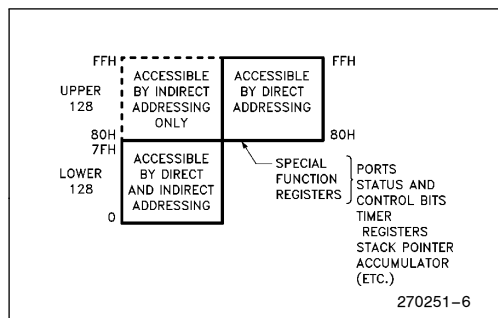 FFH
UPPER
128
80H
7FH
LOWER
128
0
ACCESSIBLE
BY INDIRECT
ADDRESSING
ONLY
ACCESSIBLE
BY DIRECT
ADDRESSING
FFH
80H
ACCESSIBLE
BY DIRECT
AND INDIRECT
ADDRESSING
SPECIAL
FUNCTION
REGISTERS
PORTS
STATUS AND
CONTROL BITS
TIMER
REGISTERS
STACK POINTER
ACCUMULATOR
(ETC.)
270251-6